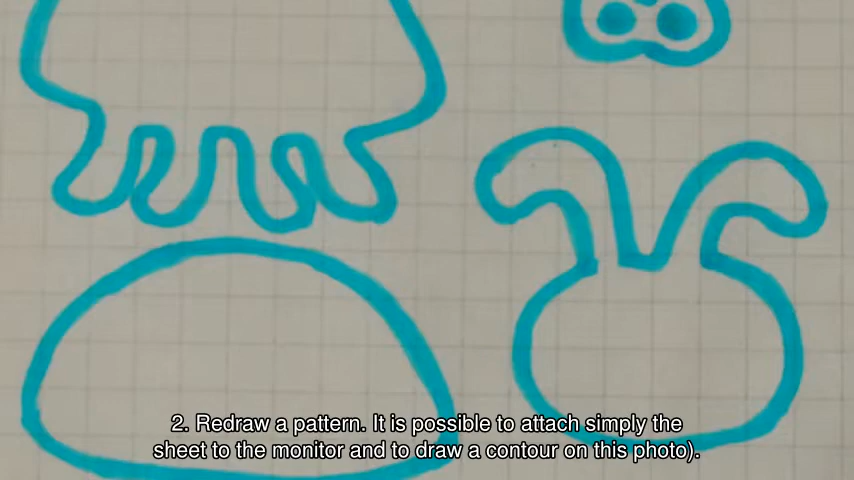 2. Redraw a pattern. It is possible to attach simply the
sheet to the monitor and to draw a contour on this photo).